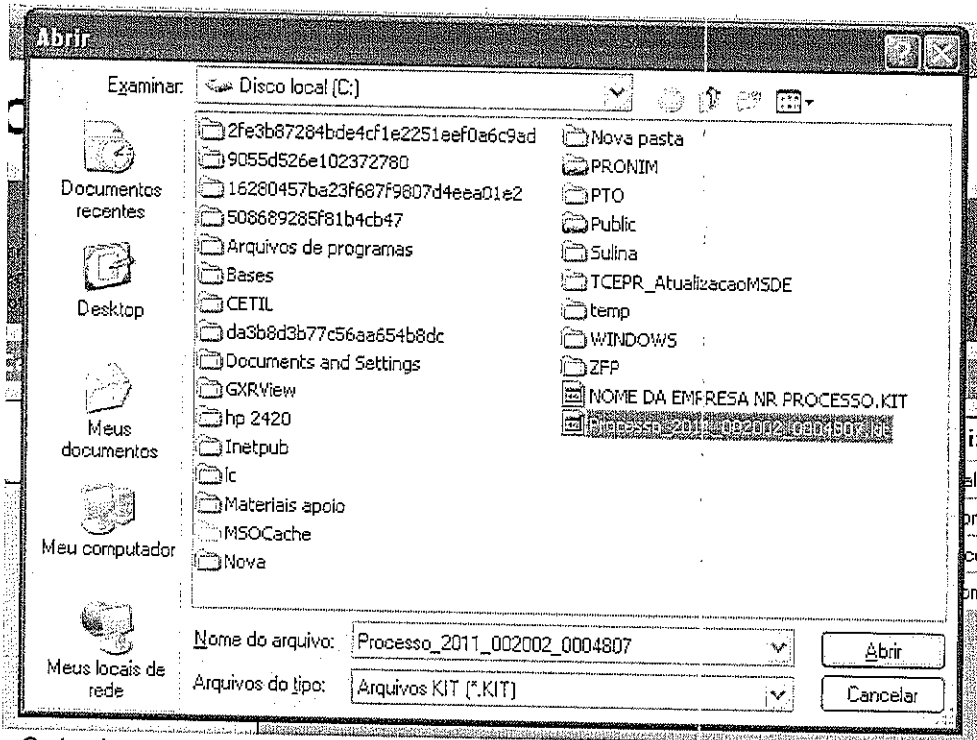 Abrir
Examinar:
Disco local (C:)
Documentos
recentes
Desktop
Meus
documentos
Meu computador
Meus locais de
rede
2fe3b87284bde4cf1e2251eef0a6c9ad
9055d526e102372780
16280457ba23f687f9807d4eea01e2
508689285f81b4cb47
Arquivos de programas
Bases
CETIL
da3b8d3b77c56aa654b8dc
Documents and Settings
GXRView
hp 2420
Inetpub
lc
Materiais apoio
MSOCache
Nova
Nova pasta
PRONIM
PTO
Public
Sulina
TCEPR_AtualizacaoMSDE
temp
WINDOWS
ZFP
NOME DA EMPRESA NR PROCESSO.KIT
Processo_2011_002002_0004807.kit
Nome do arquivo:
Processo_2011_002002_0004807
Abrir
Arquivos do tipo:
Arquivos KIT (*.KIT)
Cancelar